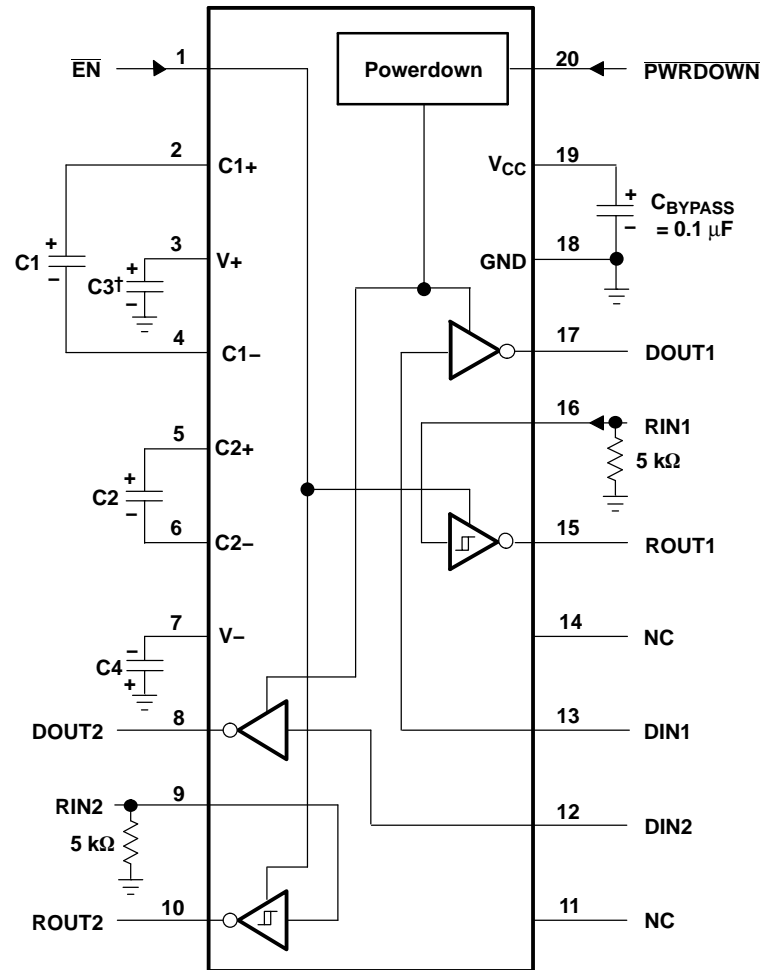 EN
1
Powerdown
20
PWRDOWN
2
C1+
VCC
19
+
CBYPASS
–
= 0.1 μF
C1
+
–
3
V+
+
C3†
–
GND
18
4
C1–
17
DOUT1
16
RIN1
5 kΩ
5
C2+
C2
+
–
6
C2–
15
ROUT1
7
V–
–
C4
+
14
NC
DOUT2
8
13
DIN1
RIN2
9
5 kΩ
12
DIN2
ROUT2
10
11
NC